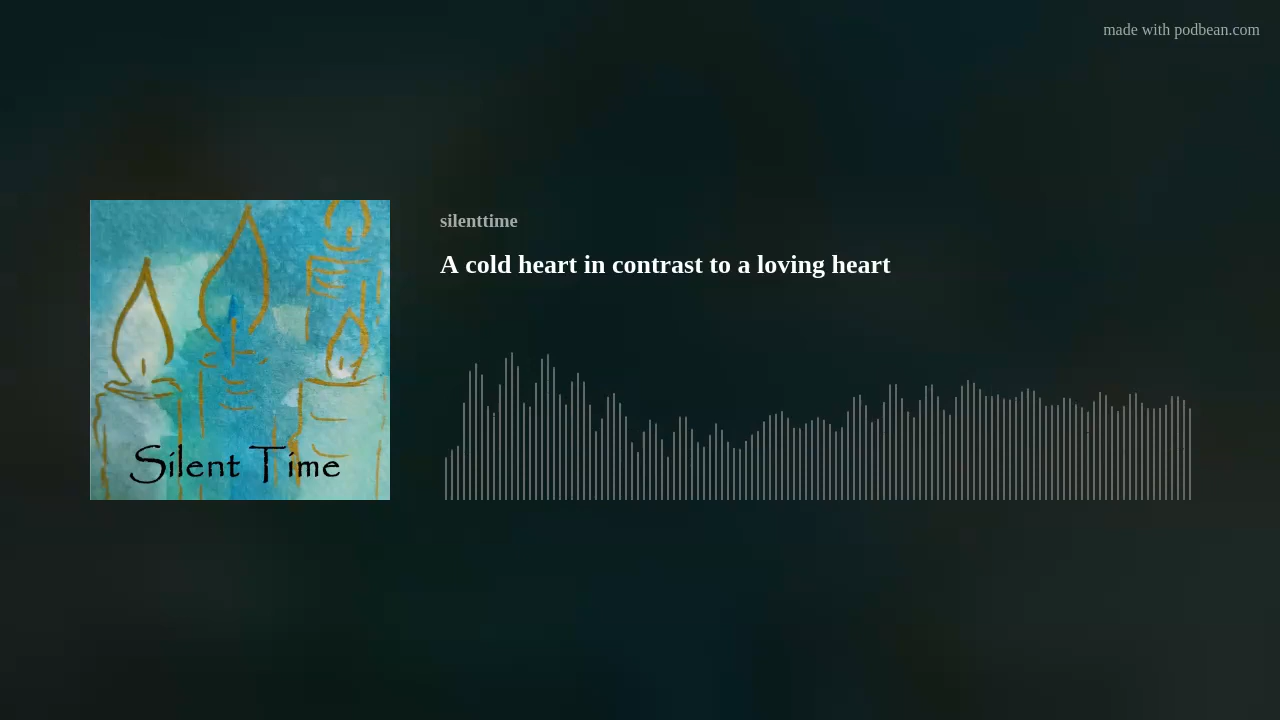 made with podbean.com
silenttime
A cold heart in contrast to a loving heart
Silent Time